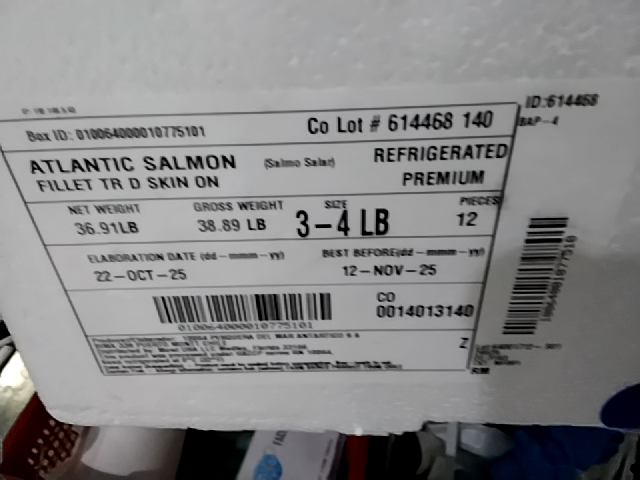 ID:614468
BAP-4
Box ID: 010064000010775101
Co Lot # 614468 140
ATLANTIC SALMON (Salmo Salar)
FILLET TR D SKIN ON
REFRIGERATED
PREMIUM
NET WEIGHT
36.91LB
GROSS WEIGHT
38.89 LB
SIZE
3-4 LB
PIECES
12
ELABORATION DATE (dd-mmm-yy)
22-OCT-25
BEST BEFORE(dd-mmm-yy)
12-NOV-25
010064000010775101
CO
0014013140
Z
RM